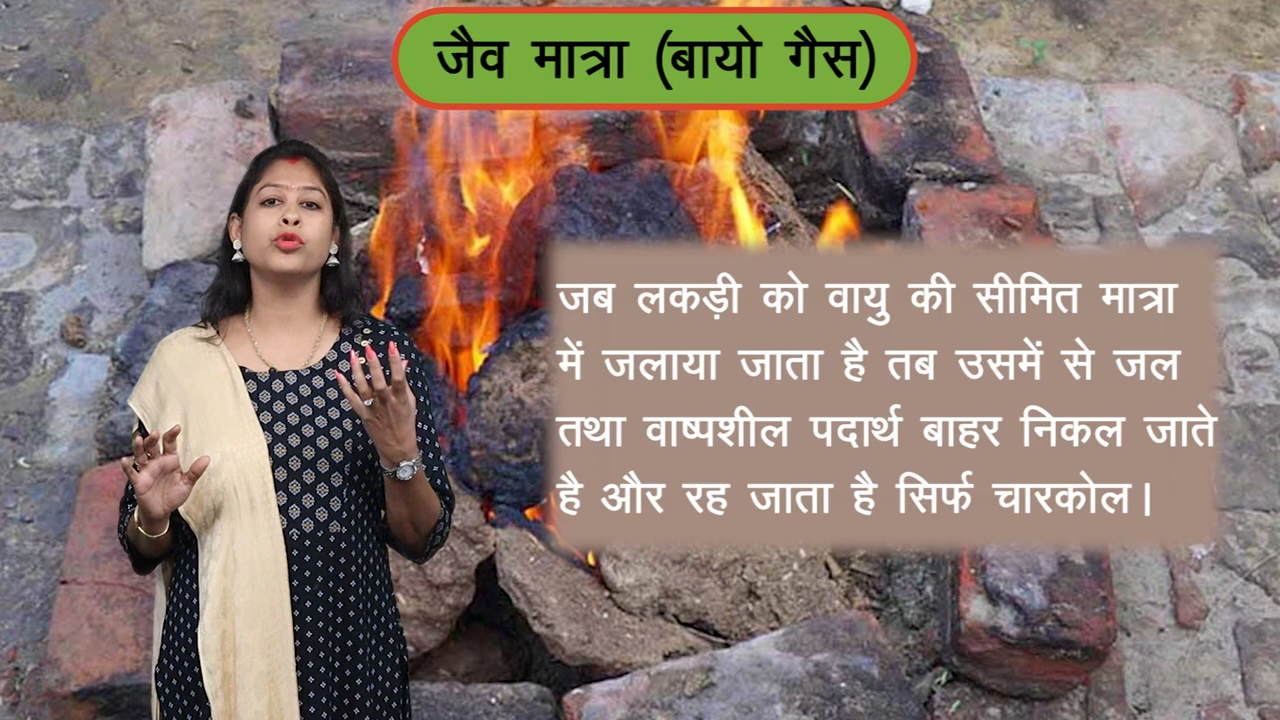 जैव मात्रा (बायो गैस)
जब लकड़ी को वायु की सीमित मात्रा
में जलाया जाता है तब उसमें से जल
तथा वाष्पशील पदार्थ बाहर निकल जाते
है और रह जाता है सिर्फ चारकोल।